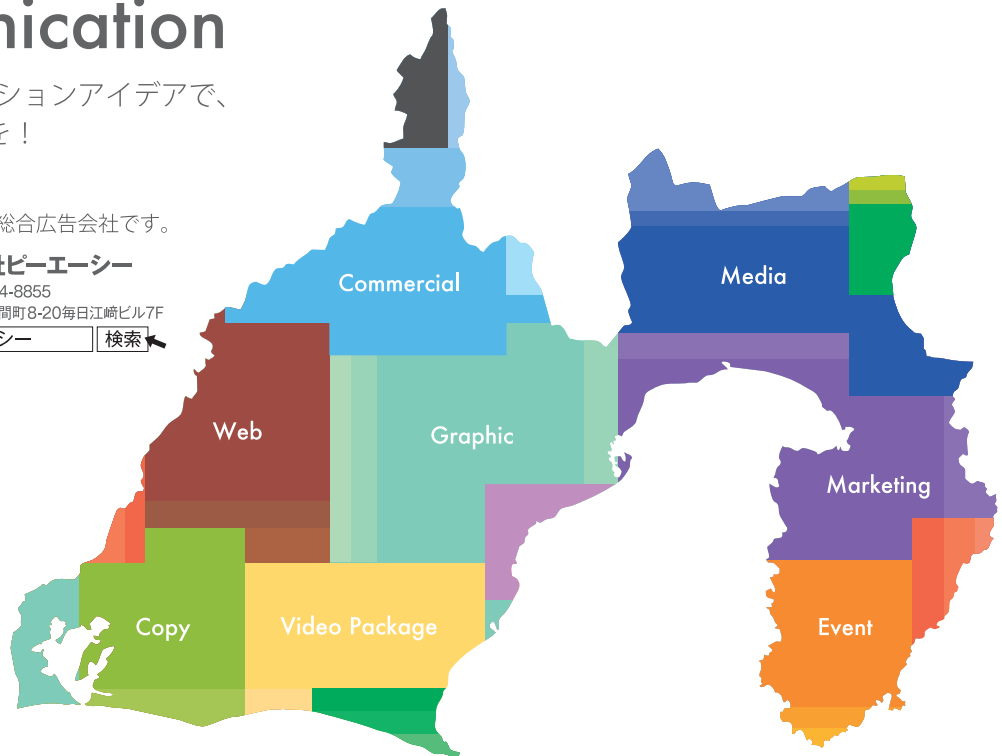 nication
ションアイデアで、
を！
総合広告会社です。
社ピーエーシー
4-8855
間町8-20毎日江﨑ビル7F
シー 検索
Commercial
Media
Web
Graphic
Marketing
Copy
Video Package
Event